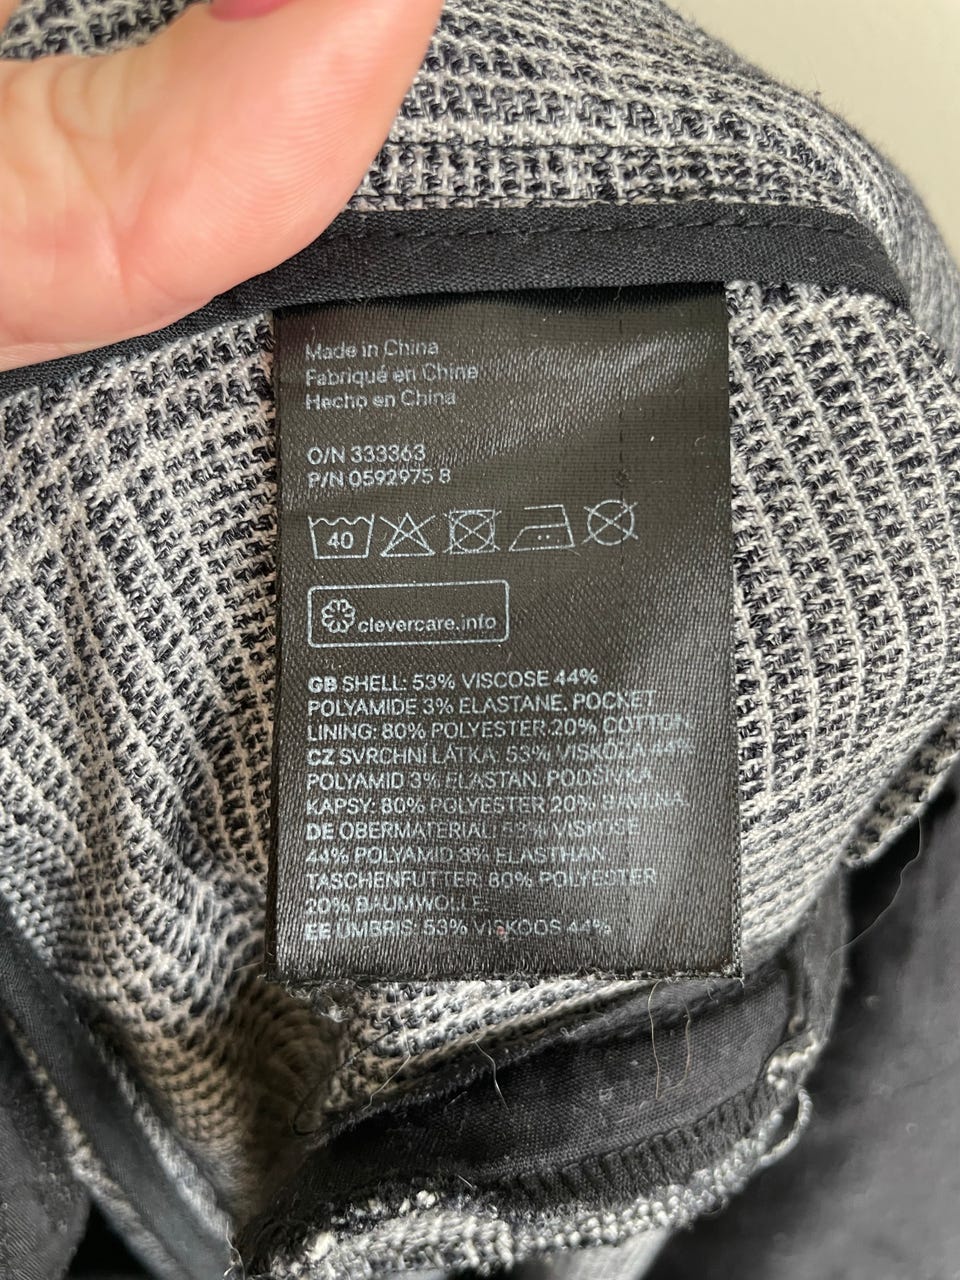 Made in China
Fabriqué en Chine
Hecho en China
O/N 333363
P/N 0592975 8
40
clevercare.info
GB SHELL: 53% VISCOSE 44%
POLYAMIDE 3% ELASTANE. POCKET
LINING: 80% POLYESTER 20% COTTON
CZ SVRCHNÍ LÁTKA: 53% VISKÓZA 44%
POLYAMID 3% ELASTAN. PODŠÍVKA
KAPSY: 80% POLYESTER 20% BAVLNA.
DE OBERMATERIAL: 53% VISKOSE
44% POLYAMID 3% ELASTHAN.
TASCHENFUTTER: 80% POLYESTER
20% BAUMWOLLE
EE ÜMBRIS: 53% VISKOOS 44%